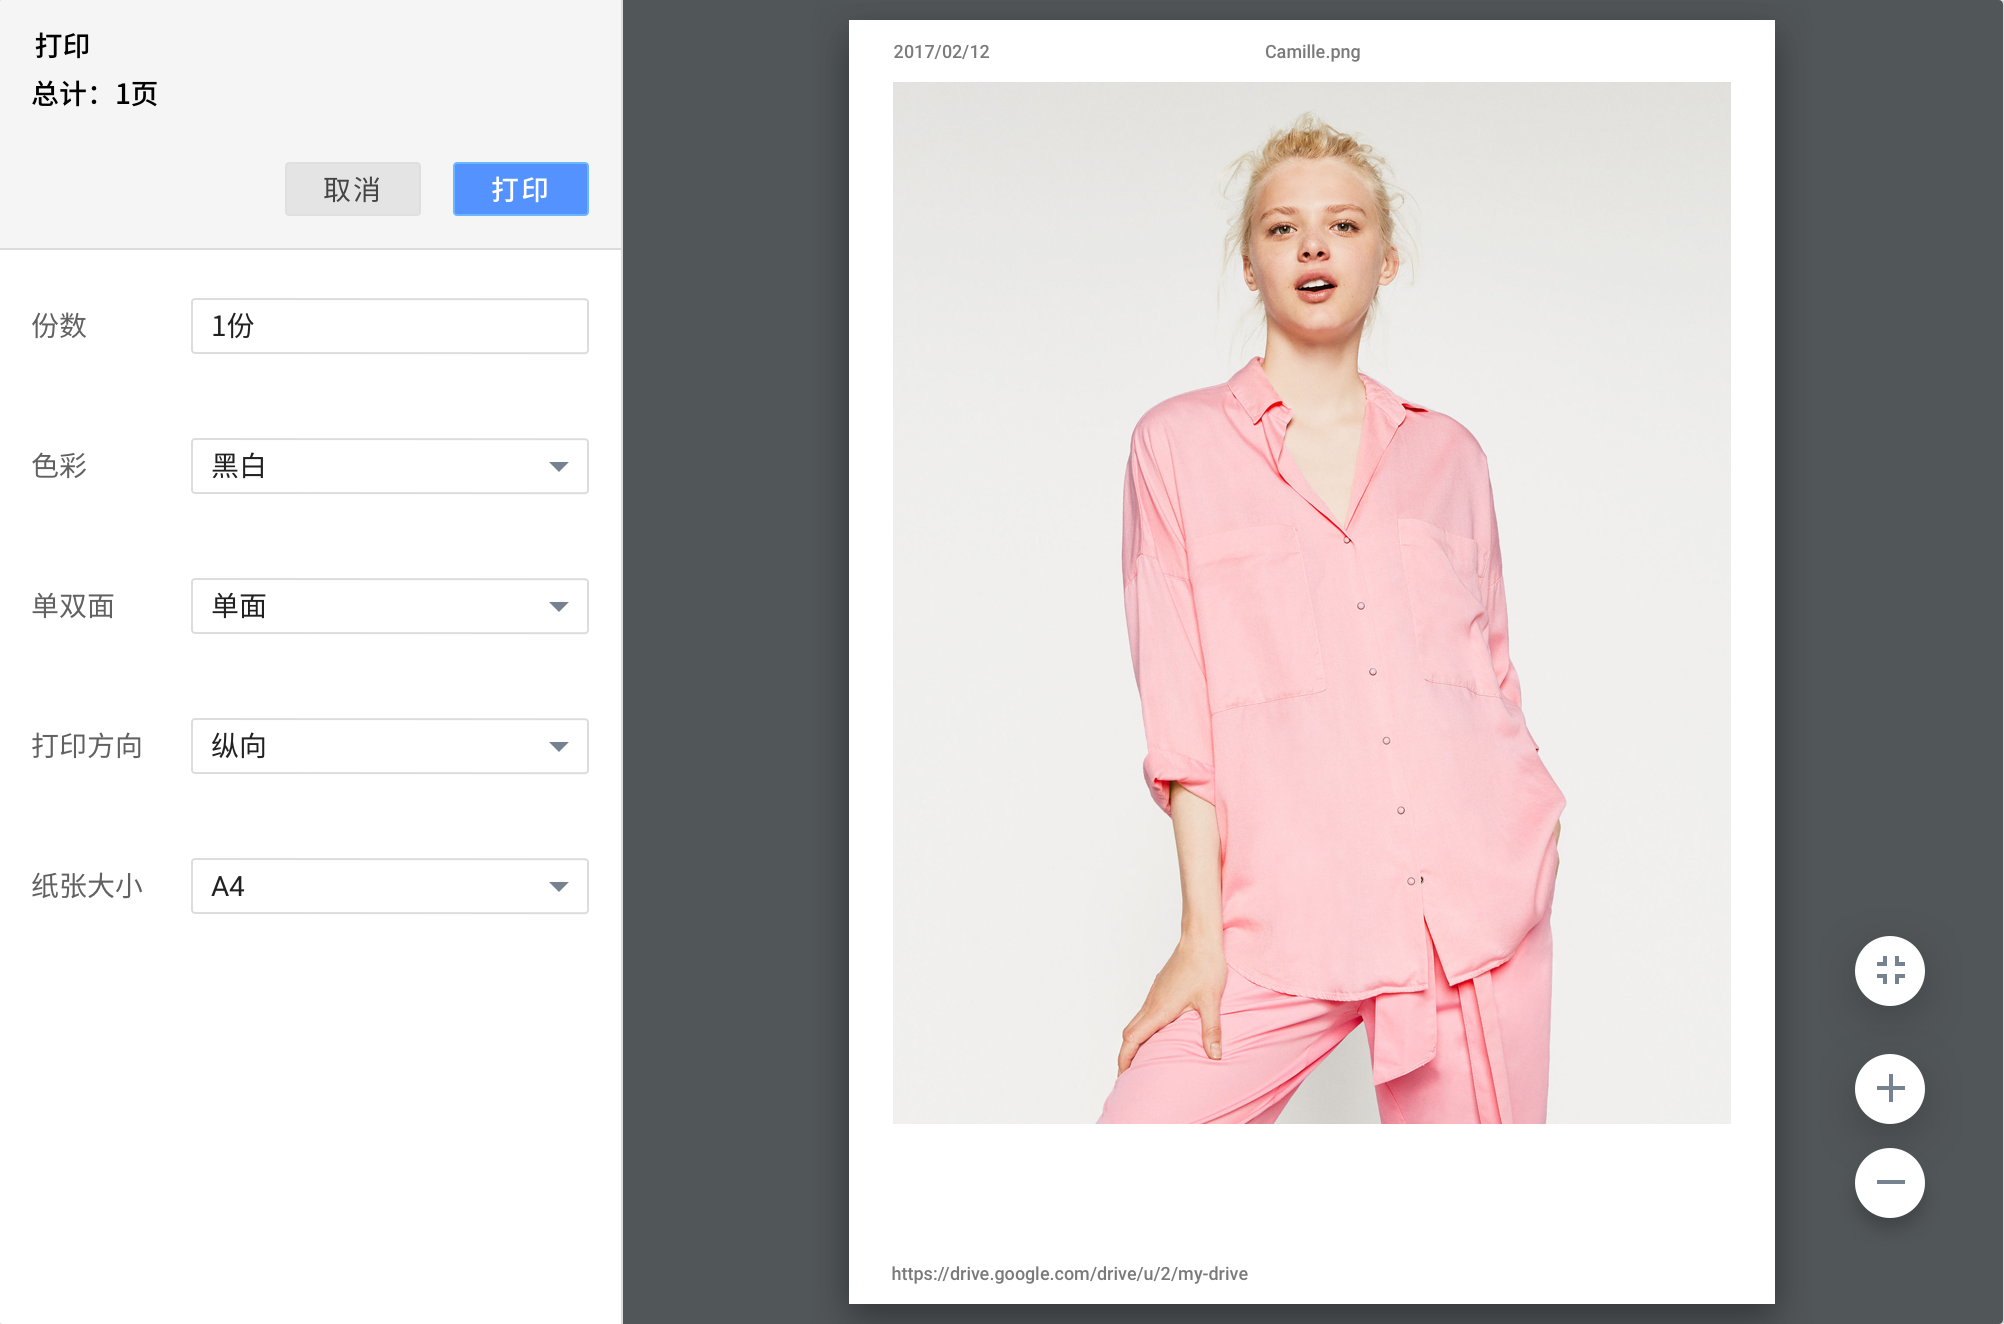 打印
总计：1页
取消 打印
份数 1份
色彩 黑白
单双面 单面
打印方向 纵向
纸张大小 A4
2017/02/12 Camille.png
https://drive.google.com/drive/u/2/my-drive